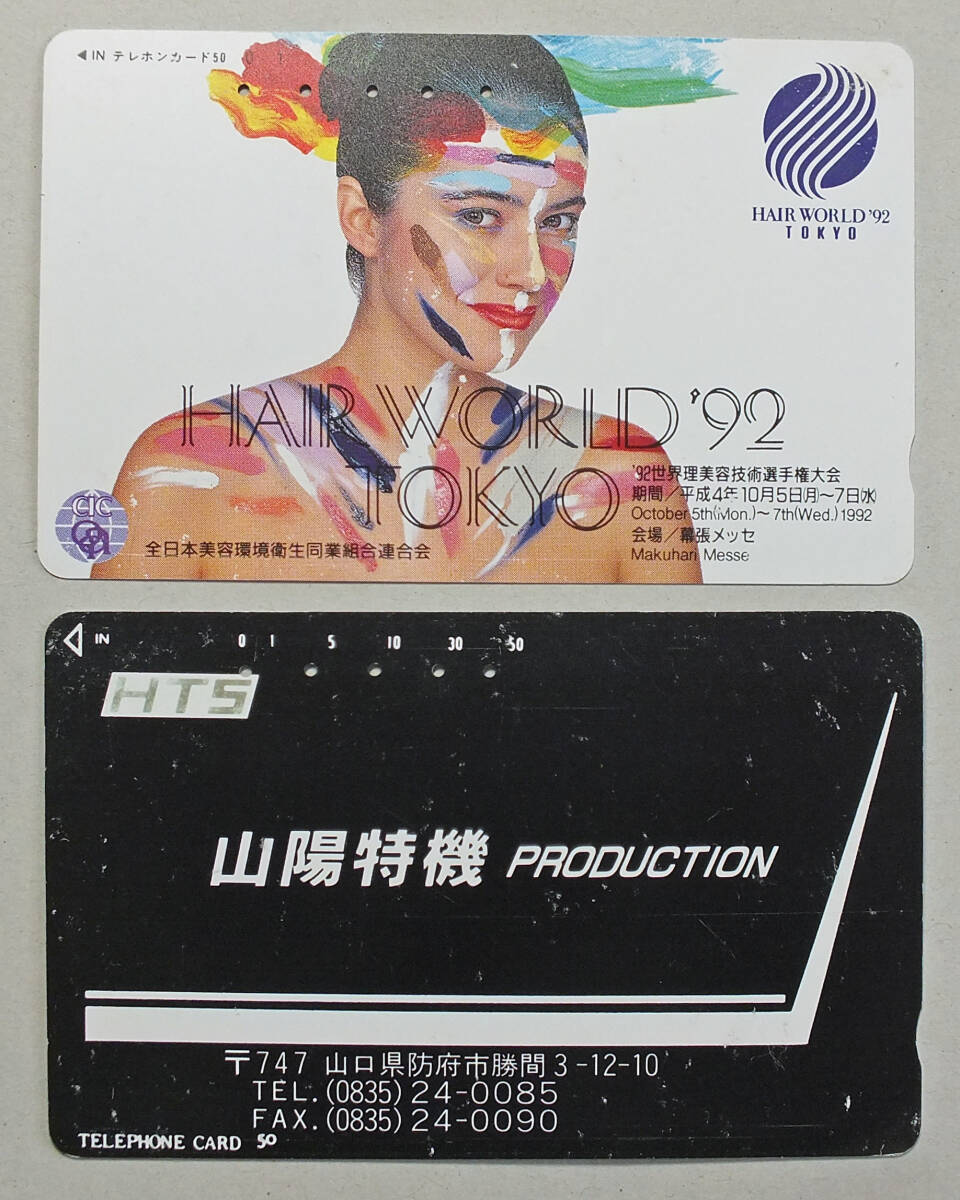 ◀ IN テレホンカード50 0 1
HAIR WORLD '92
TOKYO
HAIR WORLD '92
TOKYO
'92世界理美容技術選手権大会
期間/平成4年10月5日(月)〜7日(水)
October 5th(Mon.)〜7th(Wed.)1992
会場/幕張メッセ
Makuhari Messe
CIC
全日本美容環境衛生同業組合連合会
IN 0 1 5 10 30 50
HTS
山陽特機 PRODUCTION
〒747 山口県防府市勝間3-12-10
TEL.(0835)24-0085
FAX.(0835)24-0090
TELEPHONE CARD 50